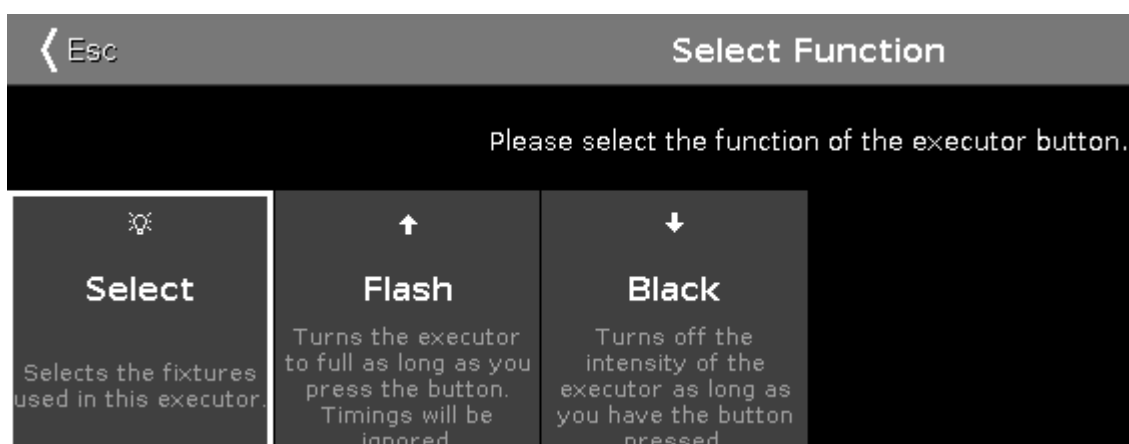 Esc
Select Function
Please select the function of the executor button.
Select
Selects the fixtures
used in this executor.
Flash
Turns the executor
to full as long as you
press the button.
Timings will be
ignored
Black
Turns off the
intensity of the
executor as long as
you have the button
pressed